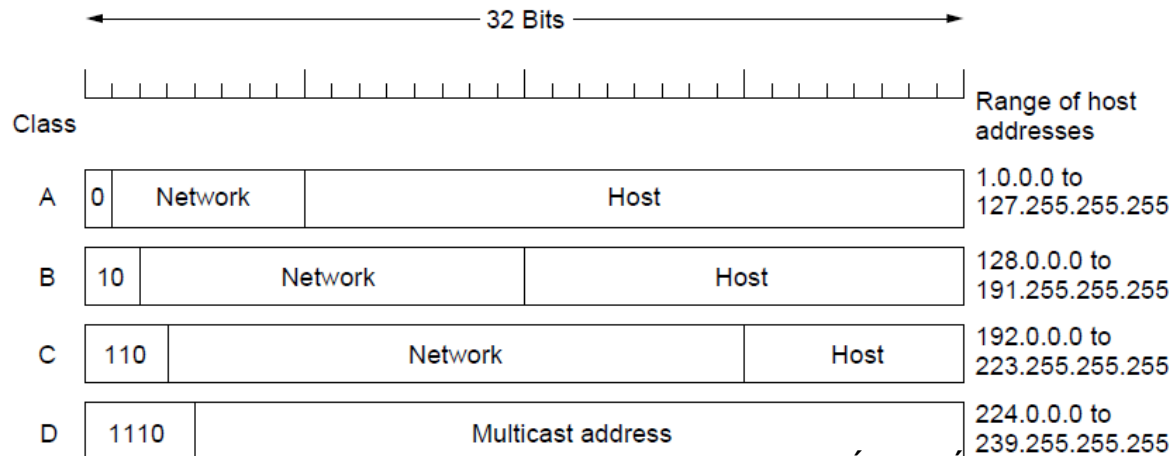 32 Bits
Class
Range of host
addresses
A
0
Network
Host
1.0.0.0 to
127.255.255.255
B
10
Network
Host
128.0.0.0 to
191.255.255.255
C
110
Network
Host
192.0.0.0 to
223.255.255.255
D
1110
Multicast address
224.0.0.0 to
239.255.255.255